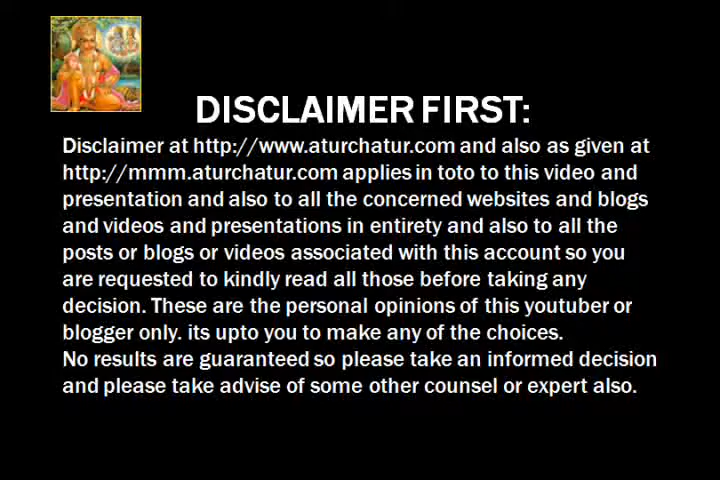 DISCLAIMER FIRST:
Disclaimer at http://www.aturchatur.com and also as given at
http://mmm.aturchatur.com applies in toto to this video and
presentation and also to all the concerned websites and blogs
and videos and presentations in entirety and also to all the
posts or blogs or videos associated with this account so you
are requested to kindly read all those before taking any
decision. These are the personal opinions of this youtuber or
blogger only. its upto you to make any of the choices.
No results are guaranteed so please take an informed decision
and please take advise of some other counsel or expert also.